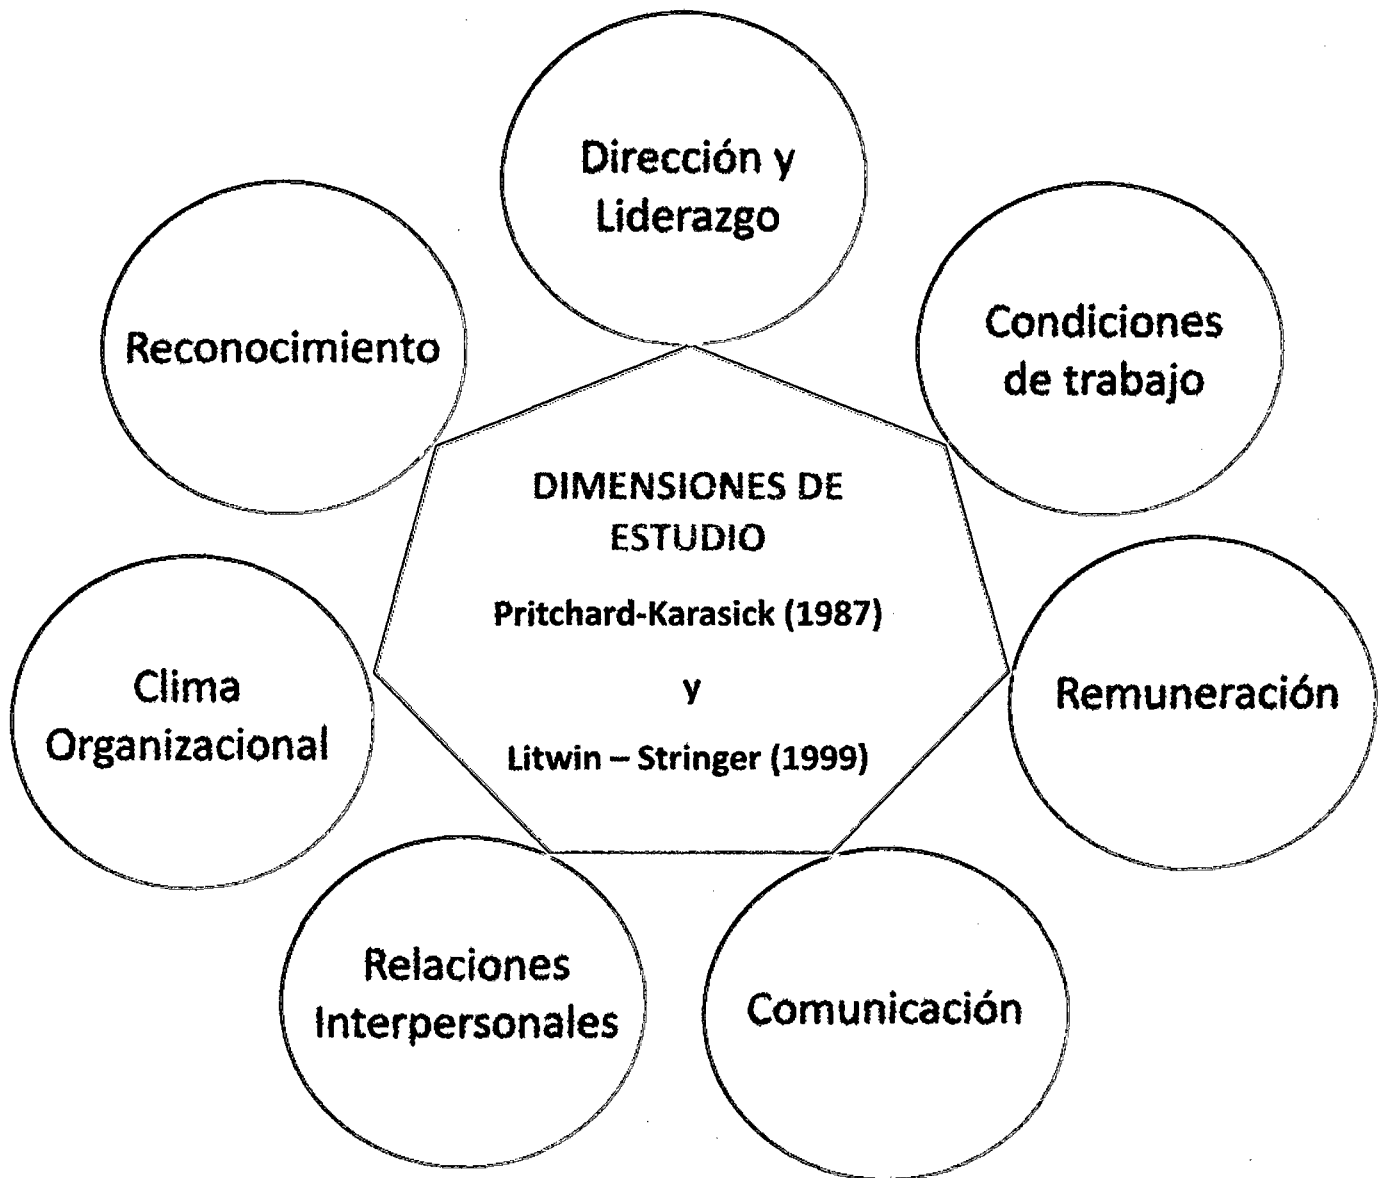 Dirección y
Liderazgo
Condiciones
de trabajo
Reconocimiento
DIMENSIONES DE
ESTUDIO
Pritchard-Karasick (1987)
y
Litwin – Stringer (1999)
Remuneración
Clima
Organizacional
Relaciones
Interpersonales
Comunicación